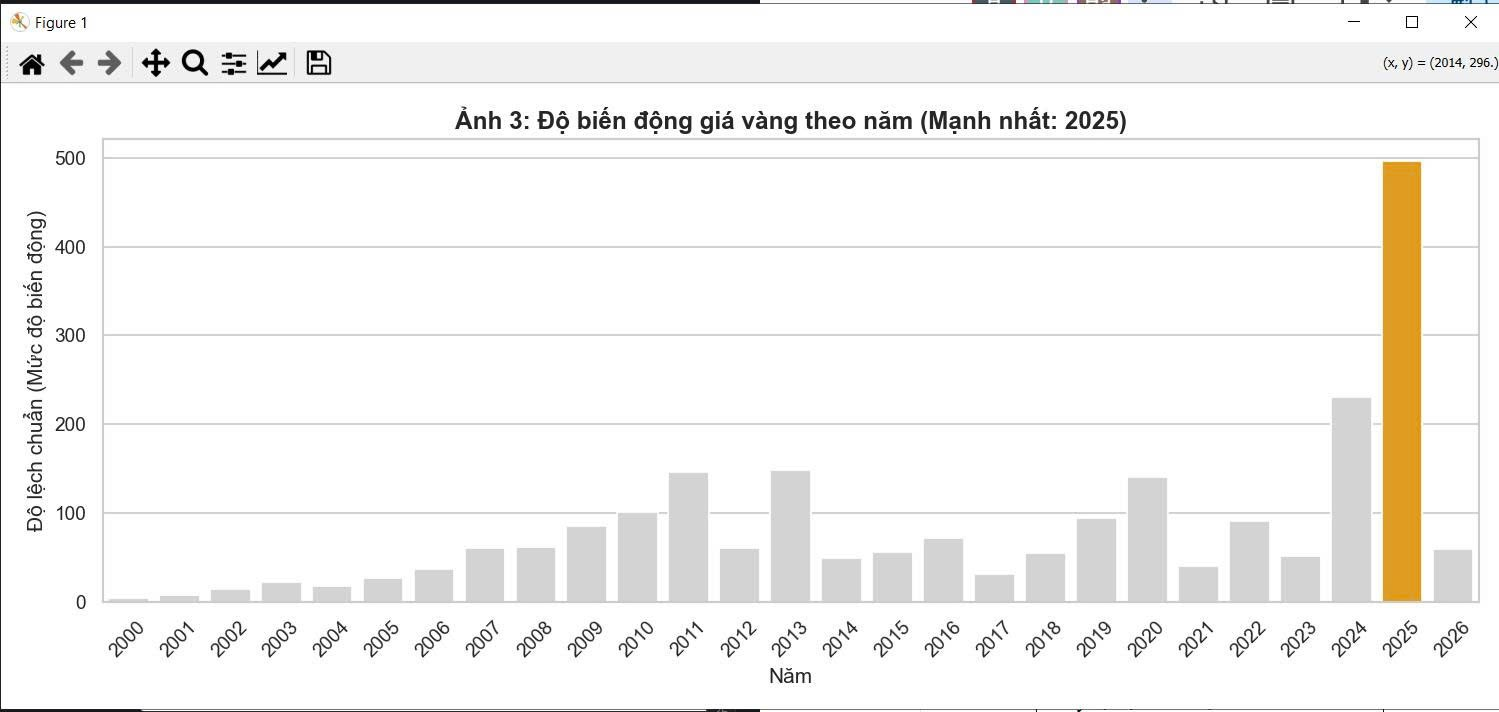 Figure 1
(x, y) = (2014, 296.)
Ảnh 3: Độ biến động giá vàng theo năm (Mạnh nhất: 2025)
Độ lệch chuẩn (Mức độ biến động)
500
400
300
200
100
0
2000 2001 2002 2003 2004 2005 2006 2007 2008 2009 2010 2011 2012 2013 2014 2015 2016 2017 2018 2019 2020 2021 2022 2023 2024 2025 2026
Năm